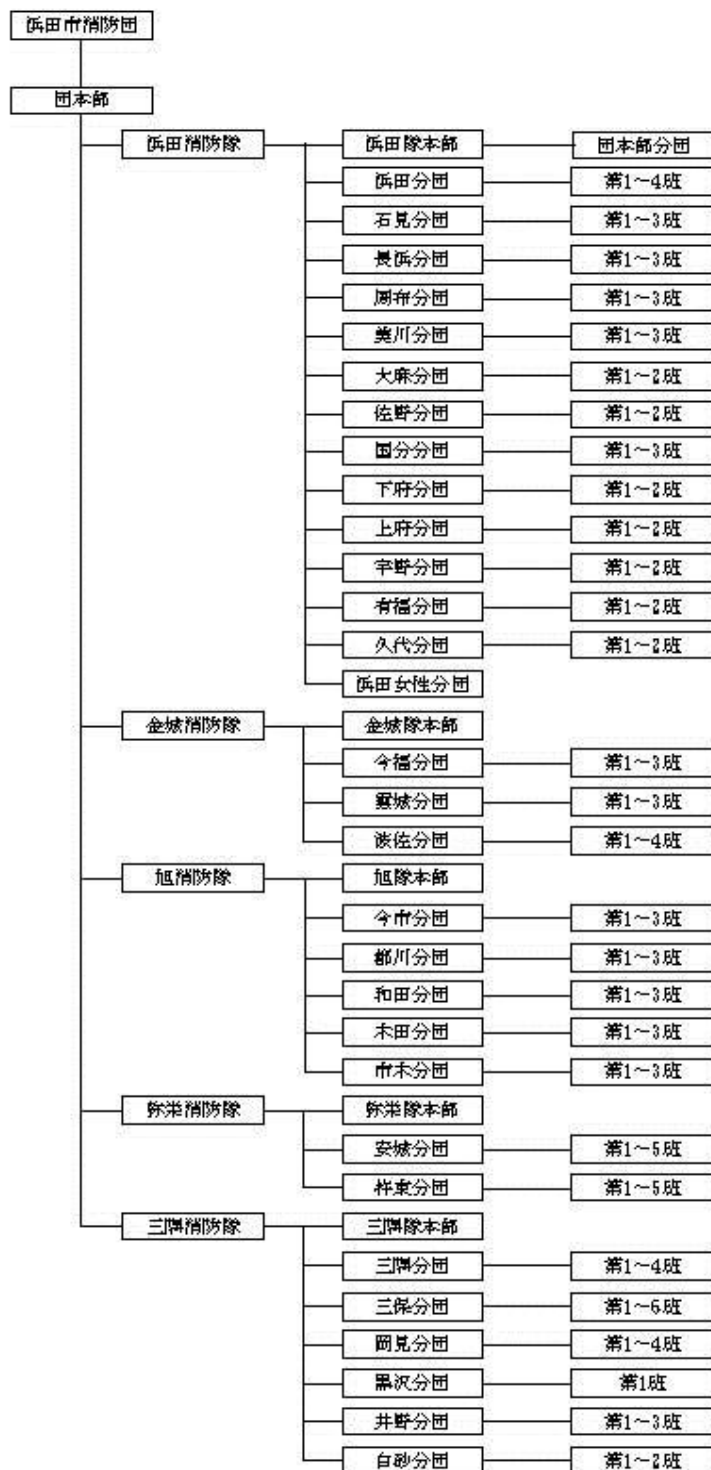 浜田市消防団
団本部
浜田消防隊 浜田隊本部 団本部分団
浜田分団 第1~4班
石見分団 第1~3班
長浜分団 第1~3班
周布分団 第1~3班
美川分団 第1~3班
大麻分団 第1~2班
佐野分団 第1~2班
国分分団 第1~3班
下府分団 第1~2班
上府分団 第1~2班
宇野分団 第1~2班
有福分団 第1~2班
久代分団 第1~2班
浜田女性分団
金城消防隊 金城隊本部
今福分団 第1~3班
雲城分団 第1~3班
波佐分団 第1~4班
旭消防隊 旭隊本部
今市分団 第1~3班
都川分団 第1~3班
和田分団 第1~3班
木田分団 第1~3班
市木分団 第1~3班
弥栄消防隊 弥栄隊本部
安城分団 第1~5班
杵束分団 第1~5班
三隅消防隊 三隅隊本部
三隅分団 第1~4班
三保分団 第1~6班
岡見分団 第1~4班
黒沢分団 第1班
井野分団 第1~3班
白砂分団 第1~2班